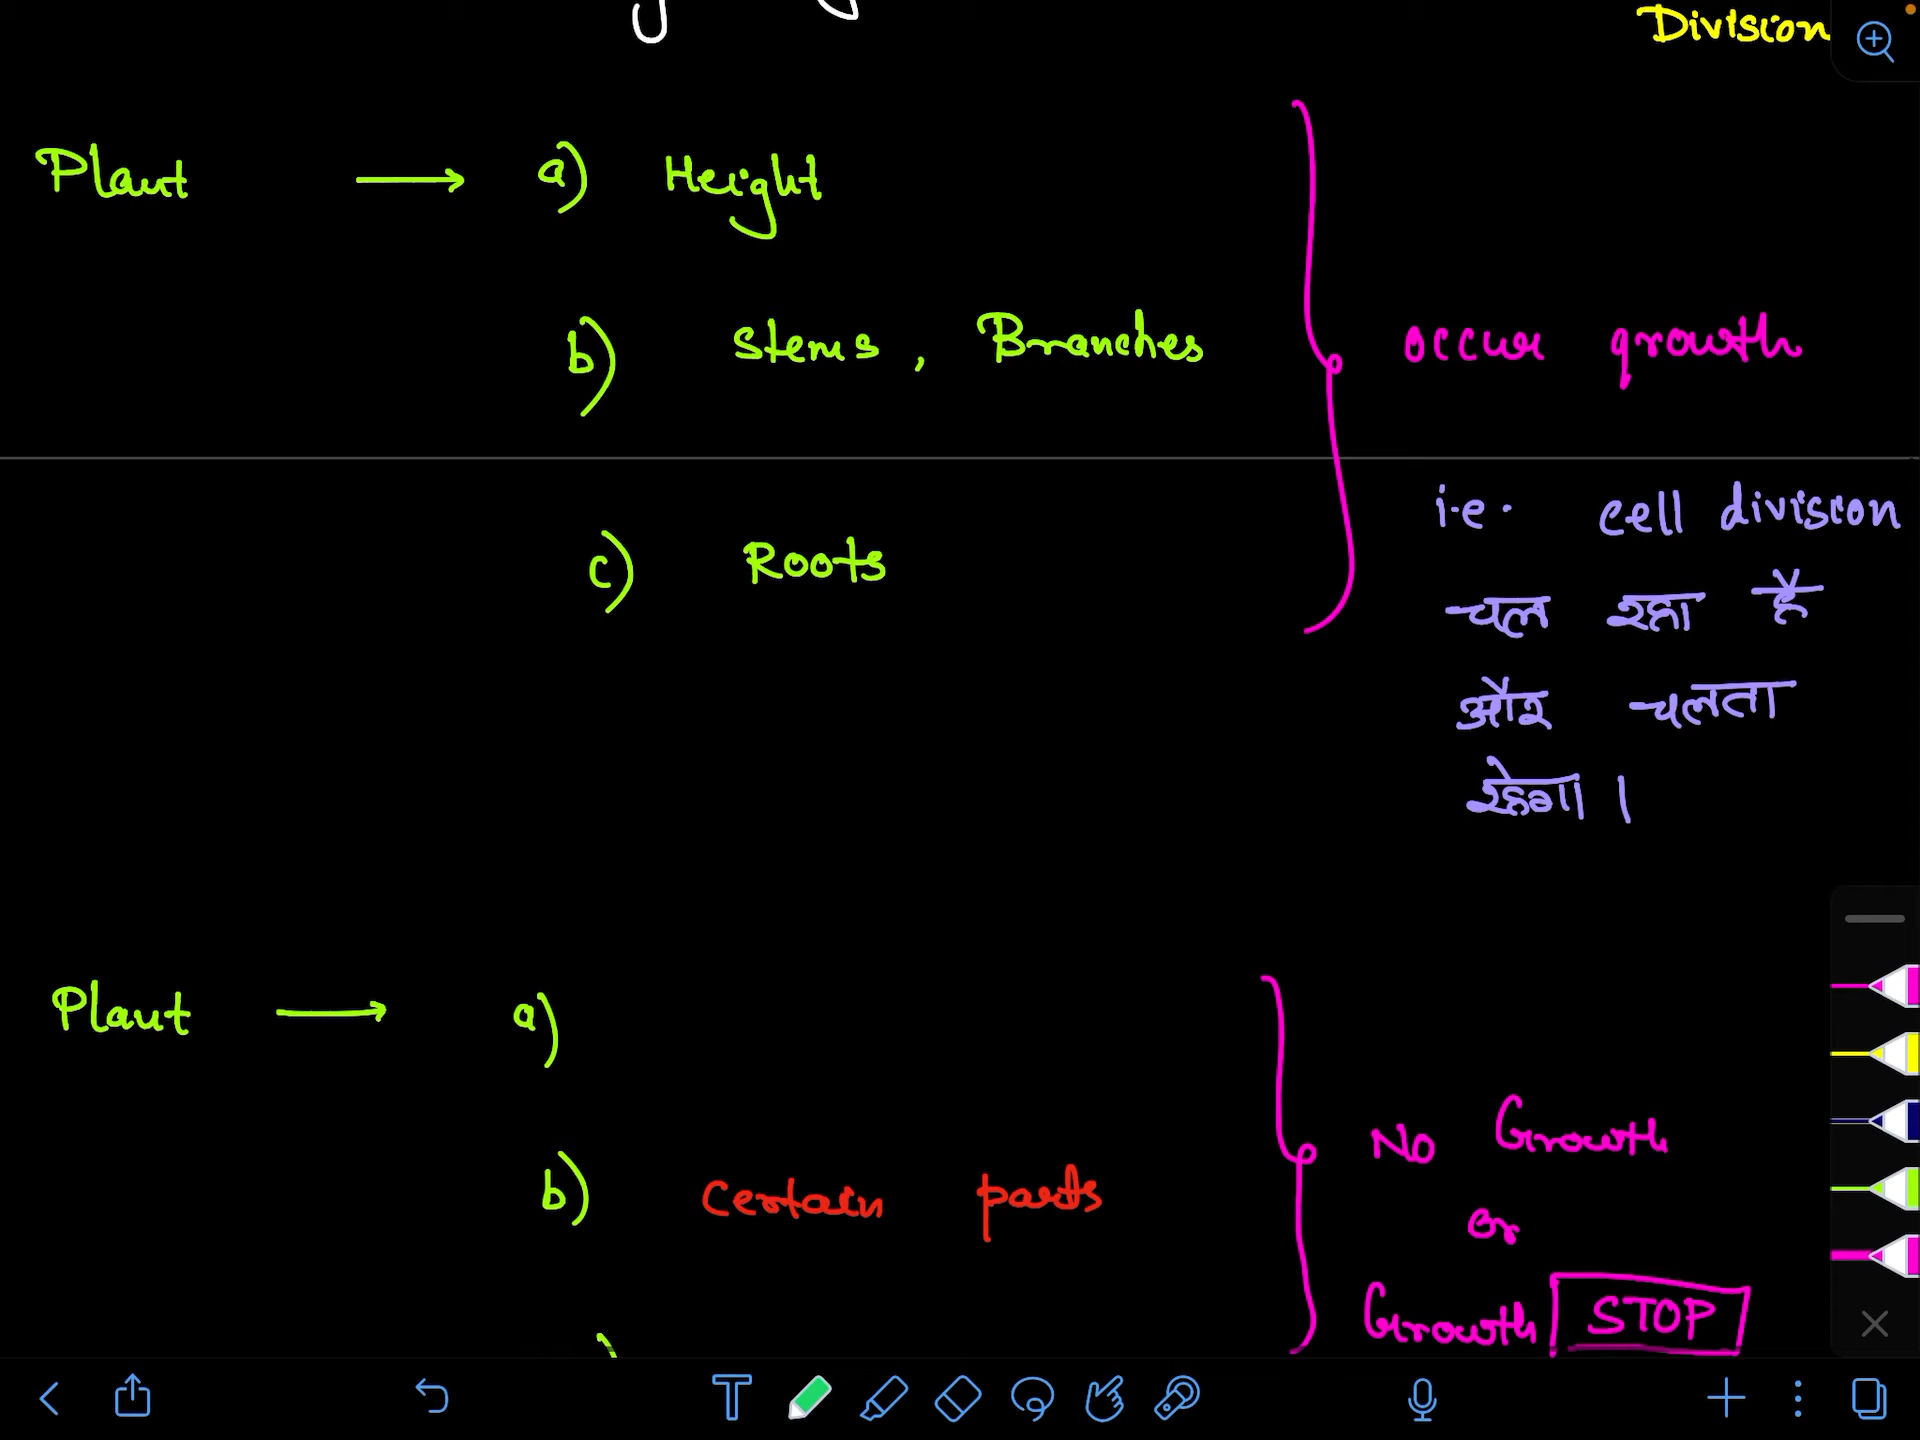 Division
Plant → a) Height
b) Stems, Branches
occur growth
c) Roots
i.e. cell division
चल रहा है
और चलता
रहेगा।
Plant → a)
b) Certain parts
No Growth
or
Growth STOP